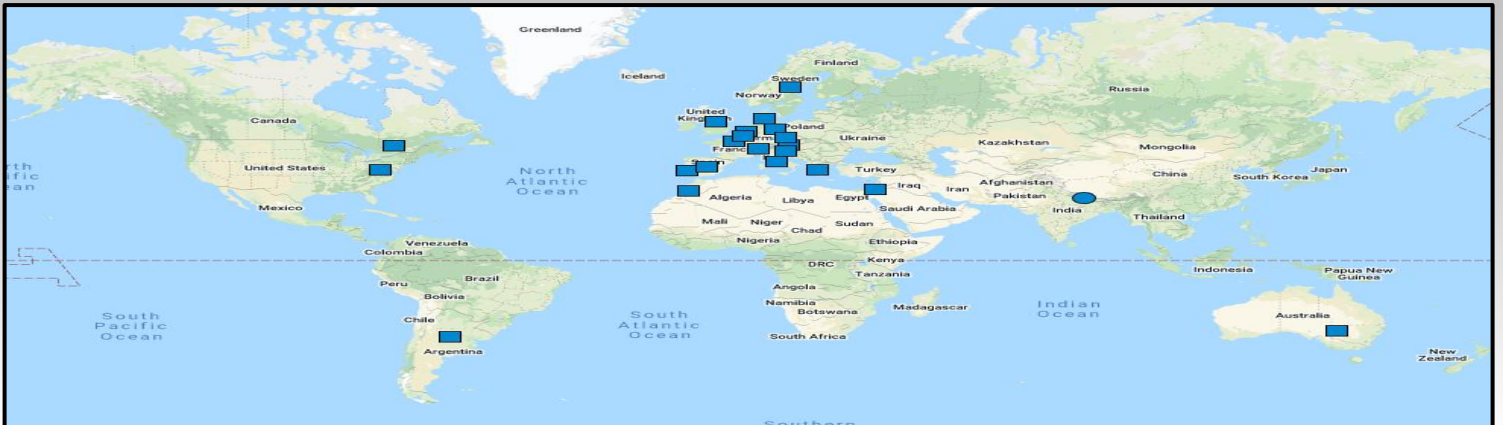 Greenland
Iceland
Finland
Sweden
Norway
Russia
Canada
United
Poland
Ukraine
Kazakhstan
Mongolia
United States
North
Atlantic
Ocean
Turkey
Afghanistan
China
South Korea
Japan
Iraq
Iran
Pakistan
Algeria
Libya
Egypt
Saudi Arabia
India
Mexico
Mali
Niger
Chad
Sudan
Thailand
Nigeria
Ethiopia
Venezuela
Colombia
DRC
Kenya
Tanzania
Indonesia
Papua New
Guinea
Peru
Brazil
Bolivia
Angola
Namibia
Botswana
Madagascar
Indian
Ocean
South
Pacific
Ocean
Chile
South
Atlantic
Ocean
South Africa
Australia
Argentina
New
Zealand